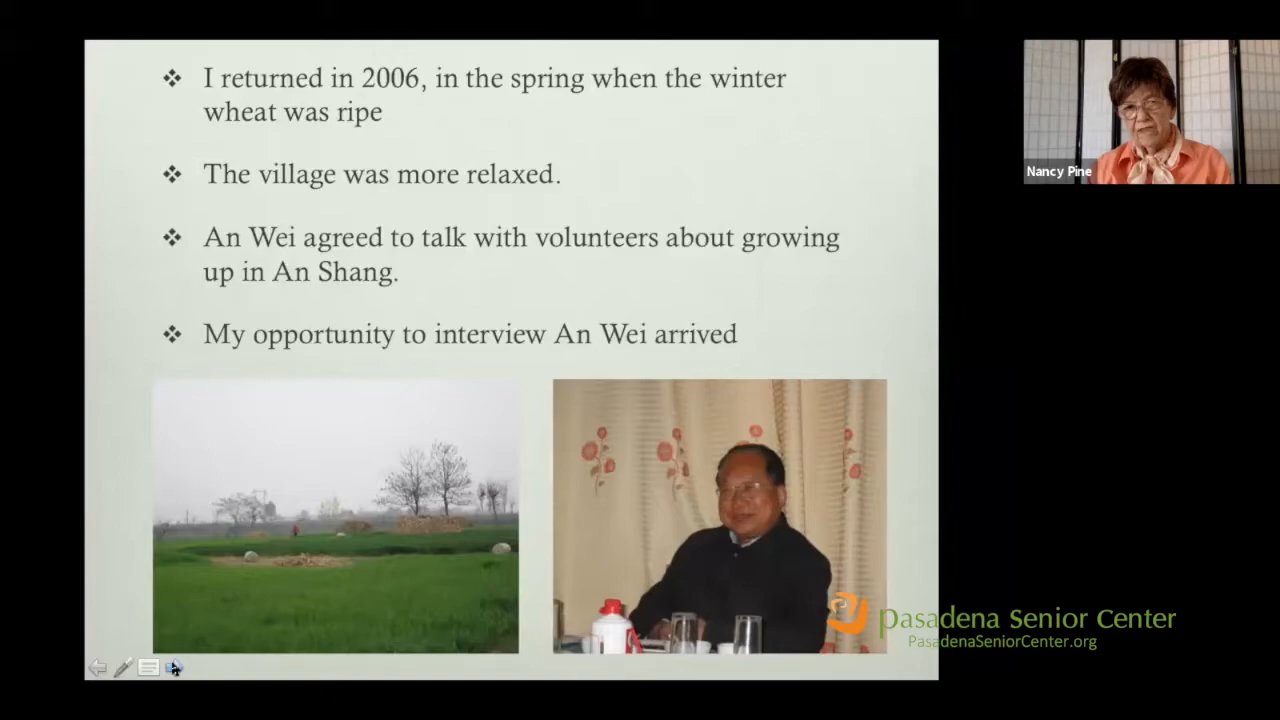 ❖ I returned in 2006, in the spring when the winter
wheat was ripe
❖ The village was more relaxed.
❖ An Wei agreed to talk with volunteers about growing
up in An Shang.
❖ My opportunity to interview An Wei arrived
Nancy Pine
Pasadena Senior Center
PasadenaSeniorCenter.org